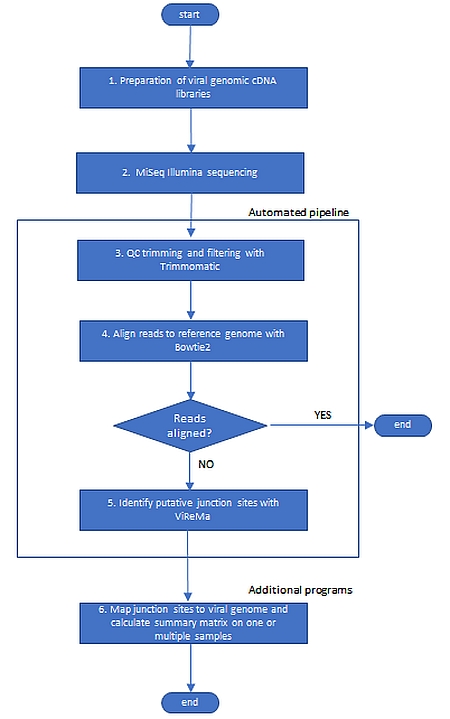 start
1. Preparation of viral genomic cDNA
libraries
2. MiSeq Illumina sequencing
Automated pipeline
3. QC trimming and filtering with
Trimmomatic
4. Align reads to reference genome with
Bowtie2
Reads
aligned?
YES
end
NO
5. Identify putative junction sites with
ViReMa
Additional programs
6. Map junction sites to viral genome and
calculate summary matrix on one or
multiple samples
end